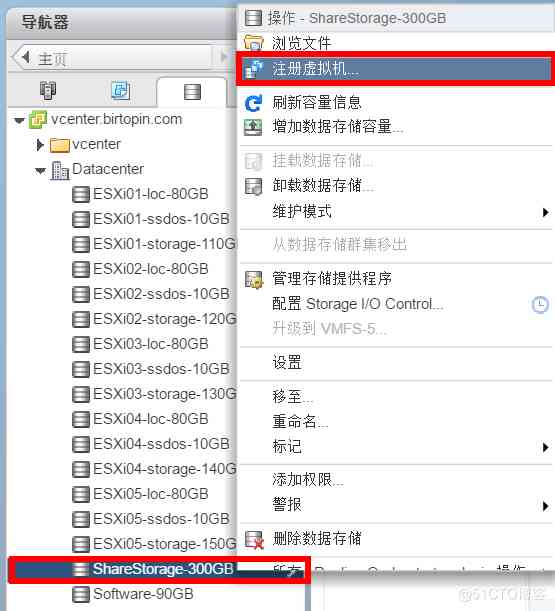 导航器
主页
vcenter.birtopin.com
vcenter
Datacenter
ESXi01-loc-80GB
ESXi01-ssdos-10GB
ESXi01-storage-110G
ESXi02-loc-80GB
ESXi02-ssdos-10GB
ESXi02-storage-120G
ESXi03-loc-80GB
ESXi03-ssdos-10GB
ESXi03-storage-130G
ESXi04-loc-80GB
ESXi04-ssdos-10GB
ESXi04-storage-140G
ESXi05-loc-80GB
ESXi05-ssdos-10GB
ESXi05-storage-150G
ShareStorage-300GB
Software-90GB
操作 - ShareStorage-300GB
浏览文件
注册虚拟机...
刷新容量信息
增加数据存储容量...
挂载数据存储...
卸载数据存储...
维护模式
从数据存储群集移出
管理存储提供程序
配置 Storage I/O Control...
升级到 VMFS-5...
设置
移至...
重命名...
标记
添加权限...
警报
删除数据存储
所有
操作
@51CTO博客